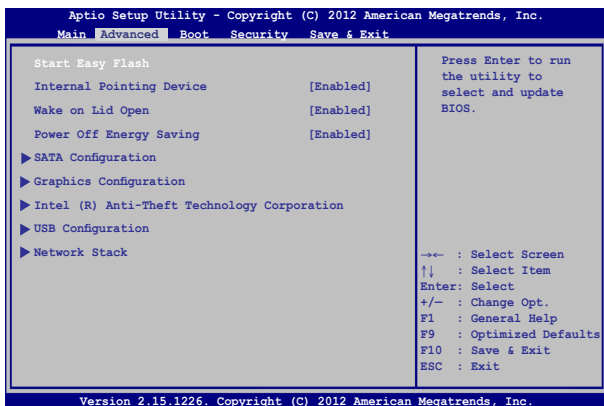 Aptio Setup Utility - Copyright (C) 2012 American Megatrends, Inc.
Main Advanced Boot Security Save & Exit
Start Easy Flash
Internal Pointing Device [Enabled]
Wake on Lid Open [Enabled]
Power Off Energy Saving [Enabled]
SATA Configuration
Graphics Configuration
Intel (R) Anti-Theft Technology Corporation
USB Configuration
Network Stack
Press Enter to run
the utility to
select and update
BIOS.
→← : Select Screen
↑↓ : Select Item
Enter: Select
+/— : Change Opt.
F1 : General Help
F9 : Optimized Defaults
F10 : Save & Exit
ESC : Exit
Version 2.15.1226. Copyright (C) 2012 American Megatrends, Inc.